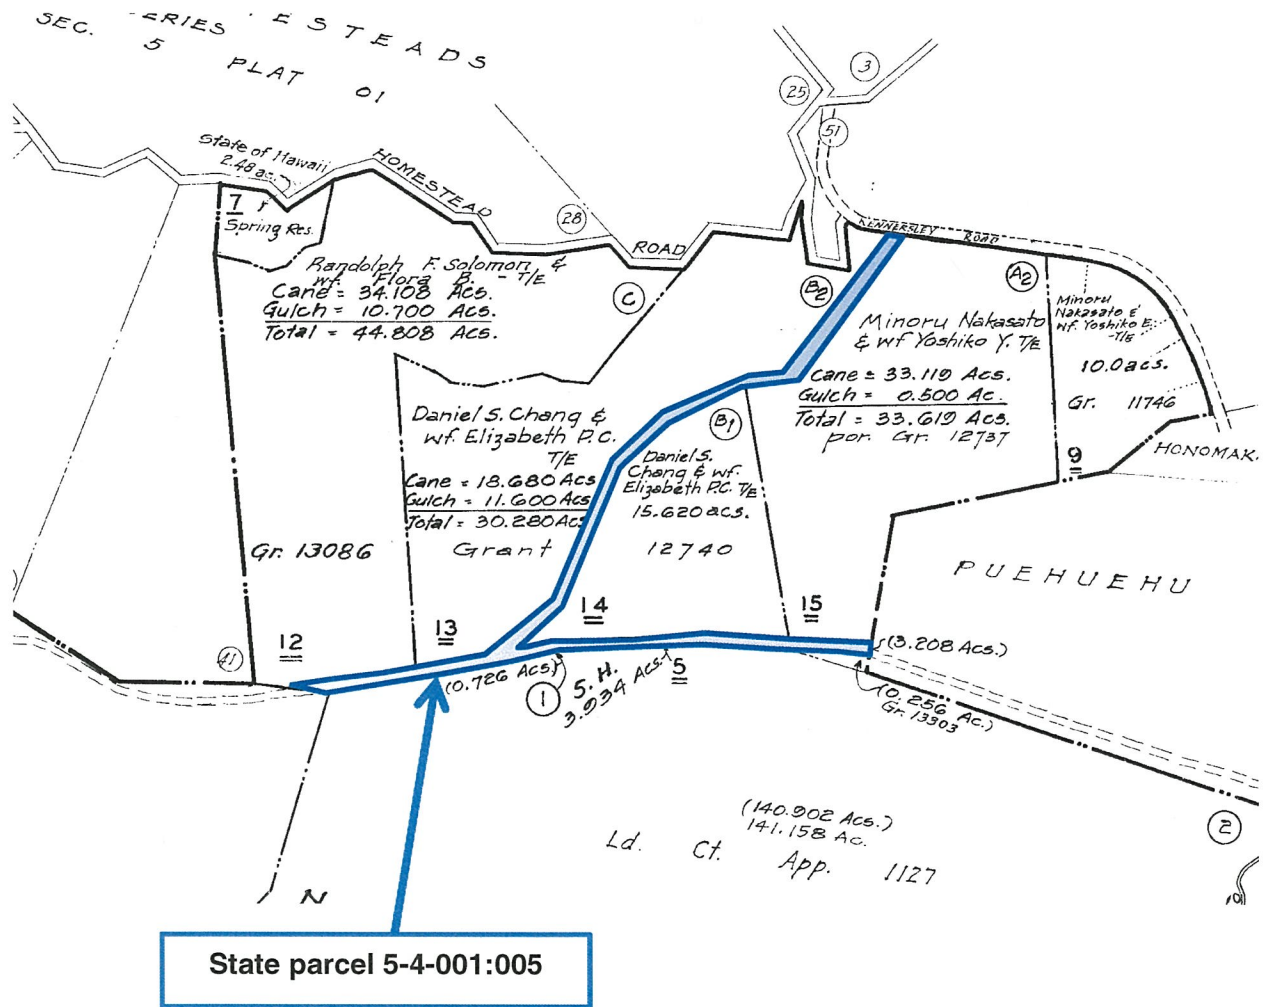 ERIES
ESTEADS
SEC. 5
PLAT 01
3
25
51
State of Hawaii
2.48 ac.
HOMESTEAD
7
Spring Res.
28
ROAD
KENNERSLEY ROAD
Randolph F. Solomon &
wf. Flora B. - T/E
Cane = 34.108 Acs.
Gulch = 10.700 Acs.
Total = 44.808 Acs.
C
B2
A2
Minoru Nakasato
& wf Yoshiko Y. T/E
Cane = 33.119 Acs.
Gulch = 0.500 Ac.
Total = 33.619 Acs.
por. Gr. 12737
Minoru
Nakasato &
wf. Yoshiko E.
-T/E
10.0 acs.
Gr. 11746
HONOMAK.
9
Daniel S. Chang &
wf. Elizabeth P.C.
T/E
Cane = 18.680 Acs
Gulch = 11.600 Acs
Total = 30.280 Acs
B1
Daniel S.
Chang & wf.
Elizabeth P.C. T/E
15.620 acs.
Gr. 13086
Grant 12740
PUEHUEHU
12
13
14
15
41
(0.726 Acs.)
1
S. H.
3.934 Acs.
5
(3.208 Acs.)
(0.256 Ac.)
Gr. 13303
(140.902 Acs.)
141.158 Ac.
Ld. Ct. App. 1127
2
N
State parcel 5-4-001:005